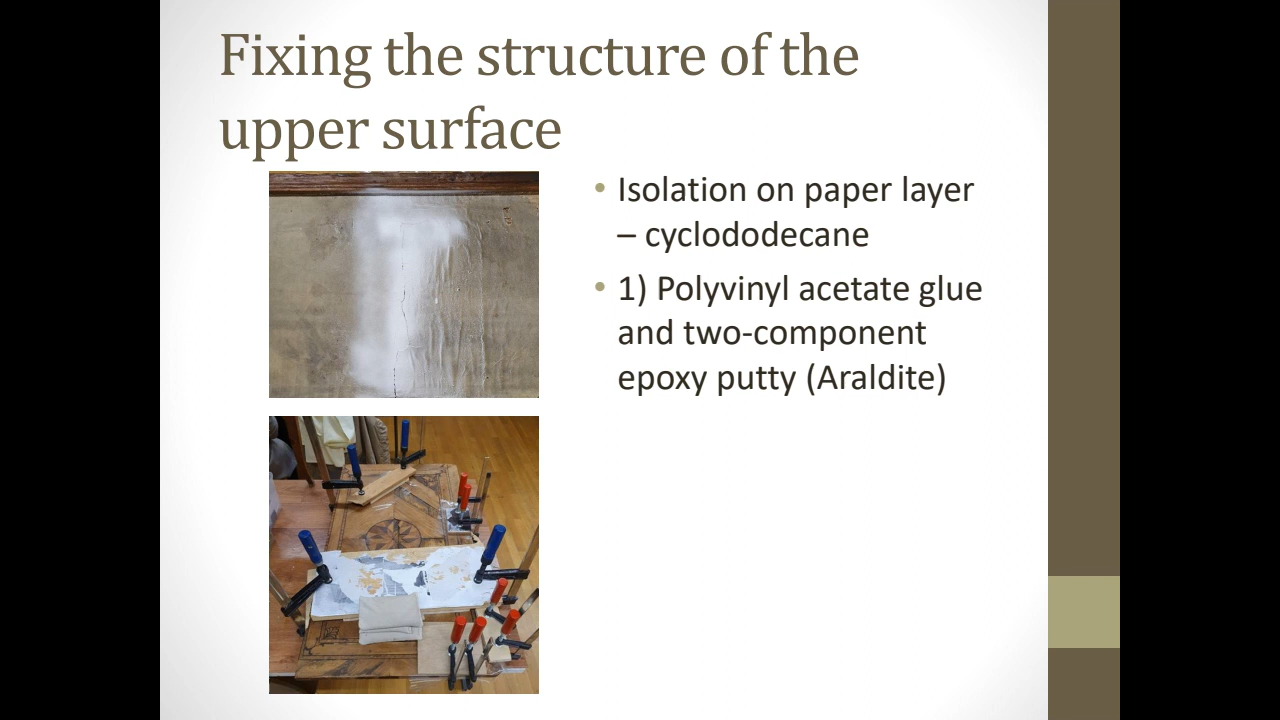 Fixing the structure of the
upper surface
• Isolation on paper layer
– cyclododecane
• 1) Polyvinyl acetate glue
and two-component
epoxy putty (Araldite)